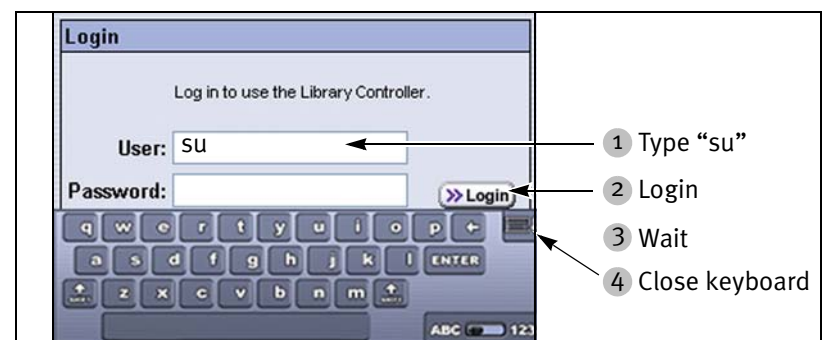 Login
Log in to use the Library Controller.
User: su
1 Type “su”
Password:
Login
2 Login
q w e r t y u i o p
3 Wait
a s d f g h j k l ENTER
4 Close keyboard
z x c v b n m
ABC 123